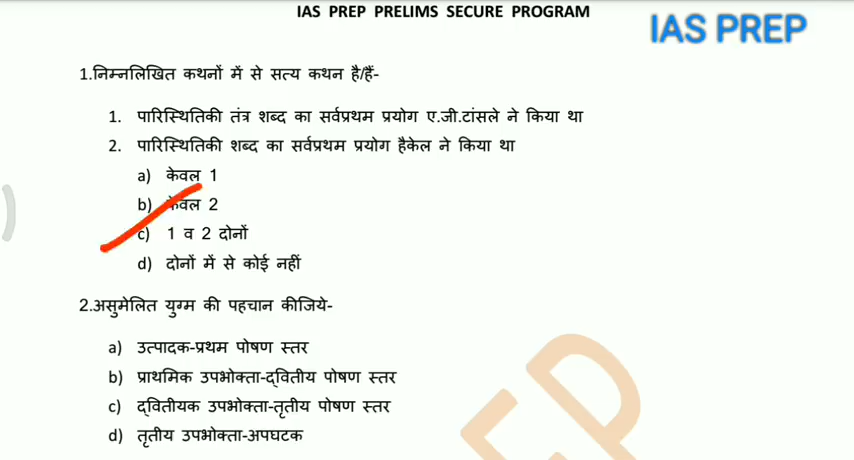 IAS PREP PRELIMS SECURE PROGRAM
IAS PREP
1.निम्नलिखित कथनों में से सत्य कथन है/हैं-
1. पारिस्थितिकी तंत्र शब्द का सर्वप्रथम प्रयोग ए.जी.टांसले ने किया था
2. पारिस्थितिकी शब्द का सर्वप्रथम प्रयोग हैकेल ने किया था
a) केवल 1
b) केवल 2
c) 1 व 2 दोनों
d) दोनों में से कोई नहीं
2.असुमेलित युग्म की पहचान कीजिये-
a) उत्पादक-प्रथम पोषण स्तर
b) प्राथमिक उपभोक्ता-द्वितीय पोषण स्तर
c) द्वितीयक उपभोक्ता-तृतीय पोषण स्तर
d) तृतीय उपभोक्ता-अपघटक
EP